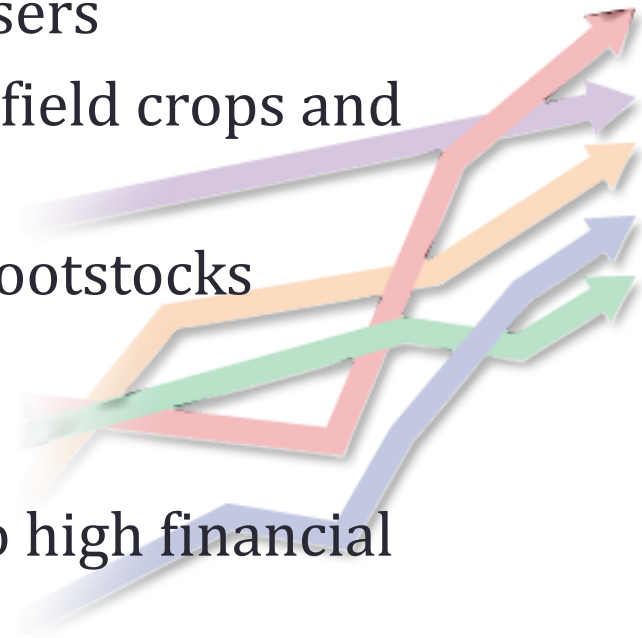 sers
field crops and
ootstocks
o high financial